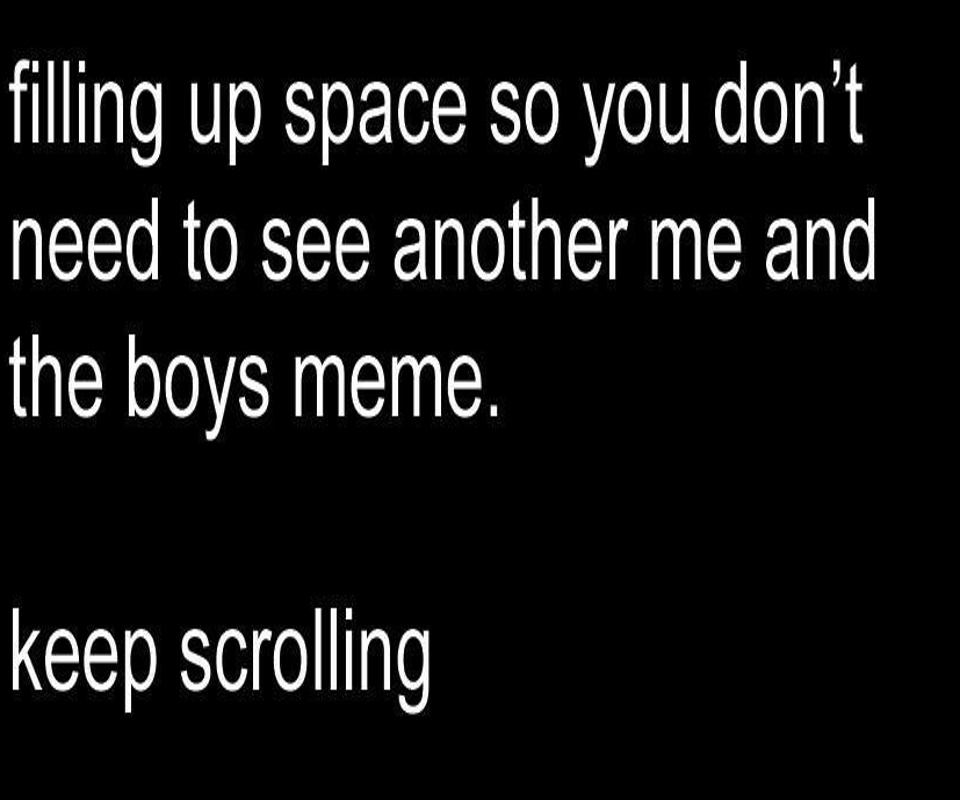 filling up space so you don’t
need to see another me and
the boys meme.
keep scrolling